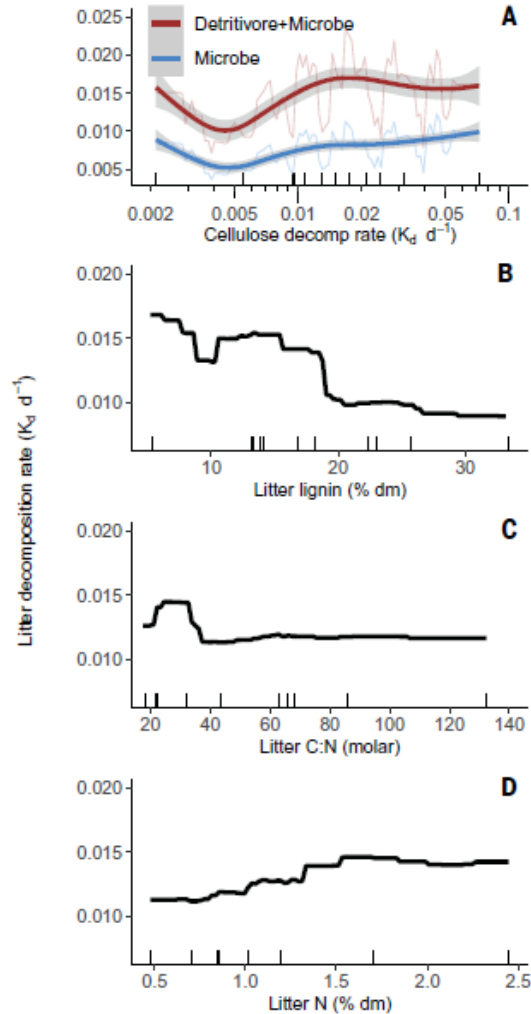 A
Detritivore+Microbe
Microbe
0.025
0.020
0.015
0.010
0.005
0.002 0.005 0.01 0.02 0.05 0.1
Cellulose decomp rate (Kd d⁻¹)
B
0.020
0.015
0.010
10 20 30
Litter lignin (% dm)
Litter decomposition rate (Kd d⁻¹)
C
0.020
0.015
0.010
20 40 60 80 100 120 140
Litter C:N (molar)
D
0.020
0.015
0.010
0.5 1.0 1.5 2.0 2.5
Litter N (% dm)